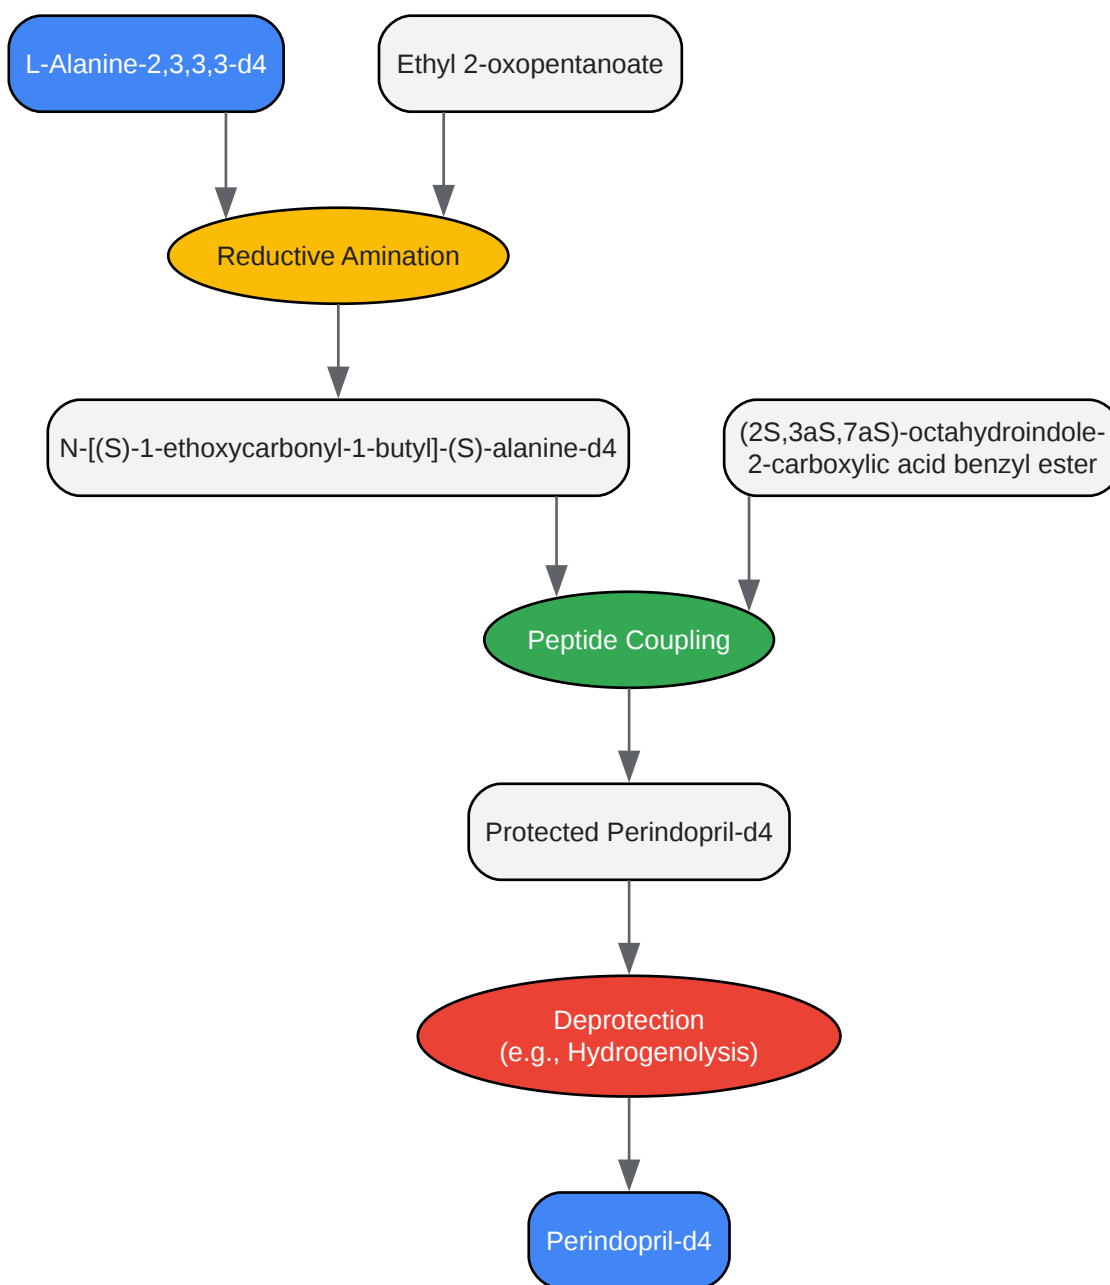 L-Alanine-2,3,3,3-d4
Ethyl 2-oxopentanoate
Reductive Amination
N-[(S)-1-ethoxycarbonyl-1-butyl]-(S)-alanine-d4
(2S,3aS,7aS)-octahydroindole-
2-carboxylic acid benzyl ester
Peptide Coupling
Protected Perindopril-d4
Deprotection
(e.g., Hydrogenolysis)
Perindopril-d4